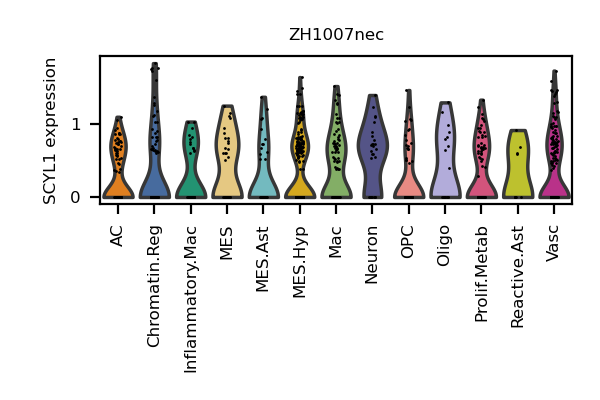 ZH1007nec
SCYL1 expression
1
0
AC
Chromatin.Reg
Inflammatory.Mac
MES
MES.Ast
MES.Hyp
Mac
Neuron
OPC
Oligo
Prolif.Metab
Reactive.Ast
Vasc